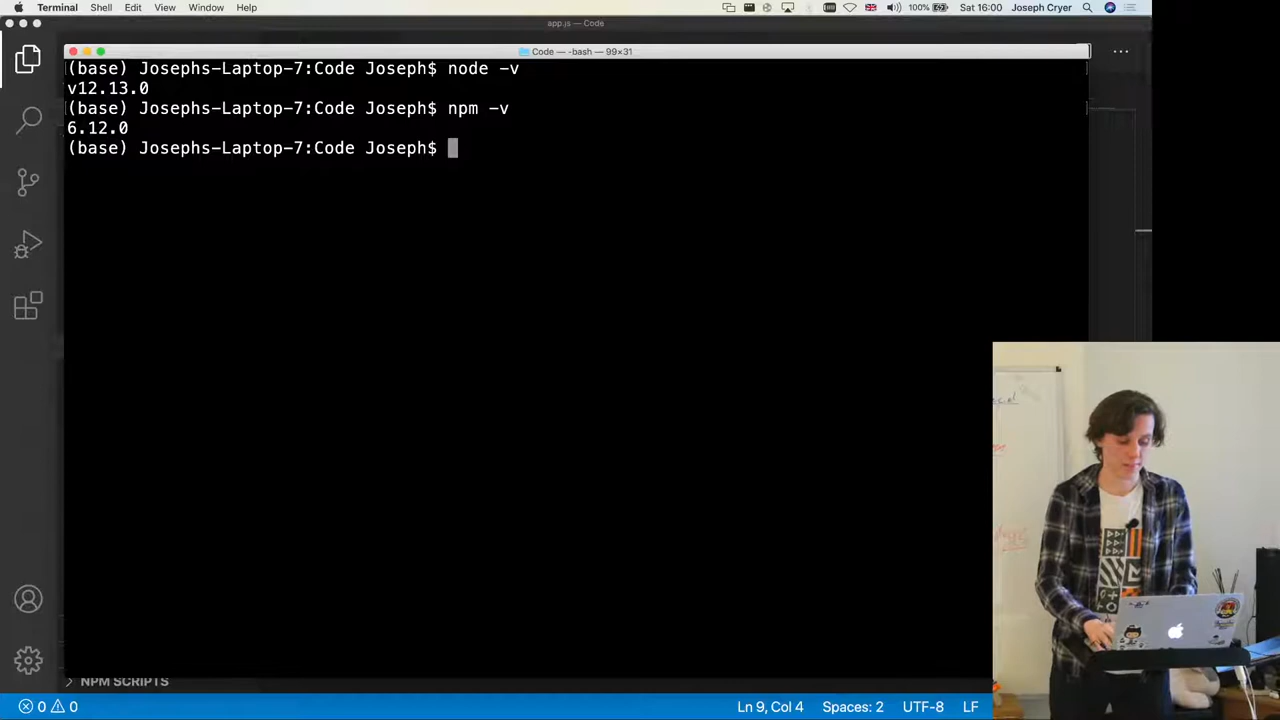 Terminal Shell Edit View Window Help 100% Sat 16:00 Joseph Cryer
app.js — Code
Code — -bash — 99×31
(base) Josephs-Laptop-7:Code Joseph$ node -v
v12.13.0
(base) Josephs-Laptop-7:Code Joseph$ npm -v
6.12.0
(base) Josephs-Laptop-7:Code Joseph$
NPM SCRIPTS
0 0 Ln 9, Col 4 Spaces: 2 UTF-8 LF